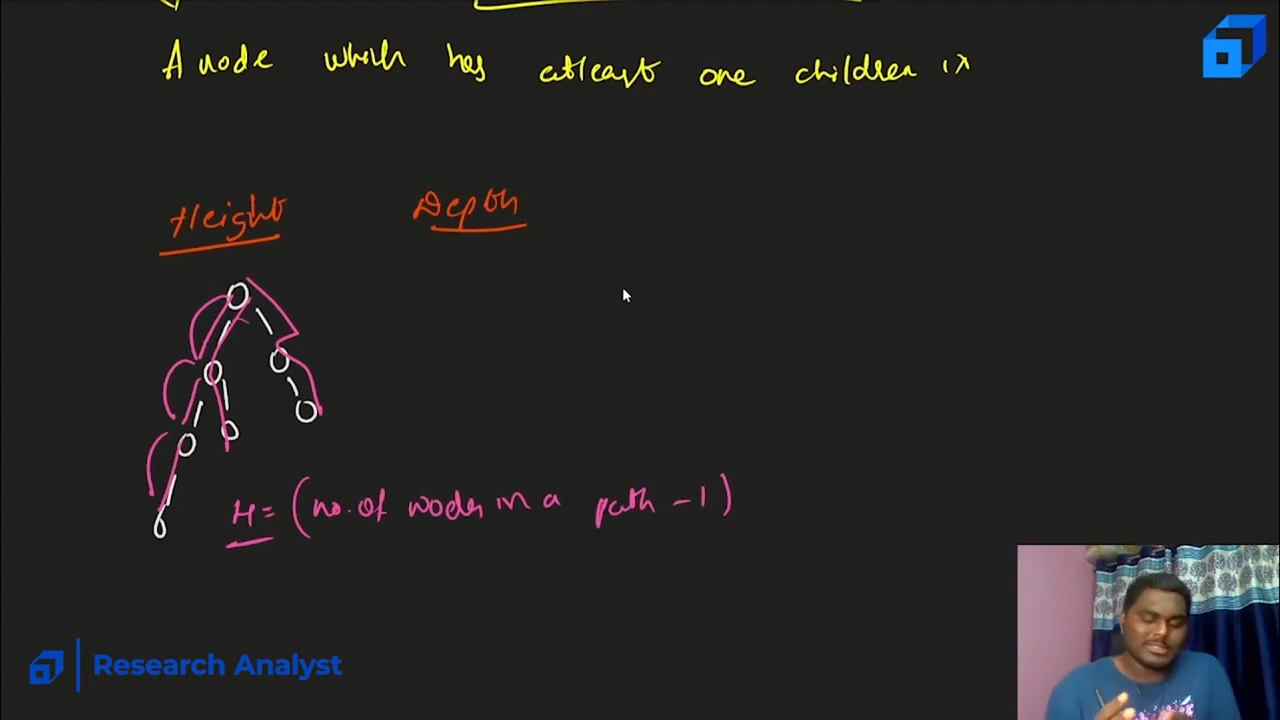 A node which has atleast one children is
Height Depth
H= (no. of nodes in a path -1)
Research Analyst